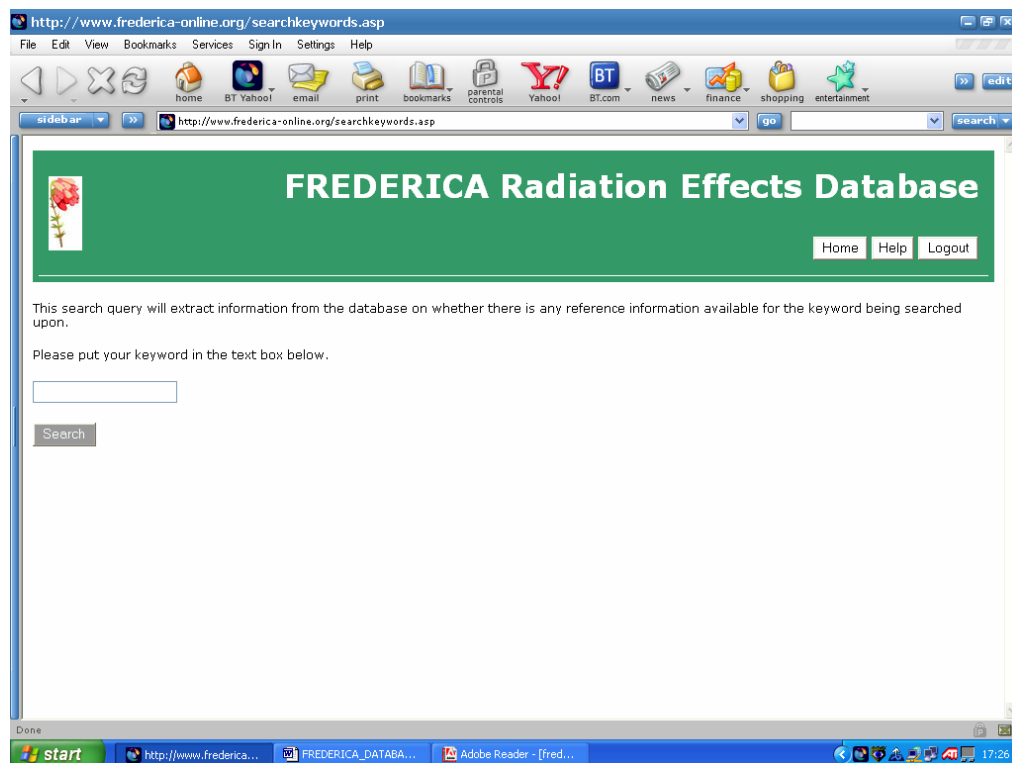 http://www.frederica-online.org/searchkeywords.asp
File Edit View Bookmarks Services Sign In Settings Help
home BT Yahoo! email print bookmarks parental controls Yahoo! BT.com news finance shopping entertainment edit
sidebar http://www.frederica-online.org/searchkeywords.asp go search
FREDERICA Radiation Effects Database
Home Help Logout
This search query will extract information from the database on whether there is any reference information available for the keyword being searched
upon.
Please put your keyword in the text box below.
Search
Done
start http://www.frederica... FREDERICA_DATABA... Adobe Reader - [fred... 17:26